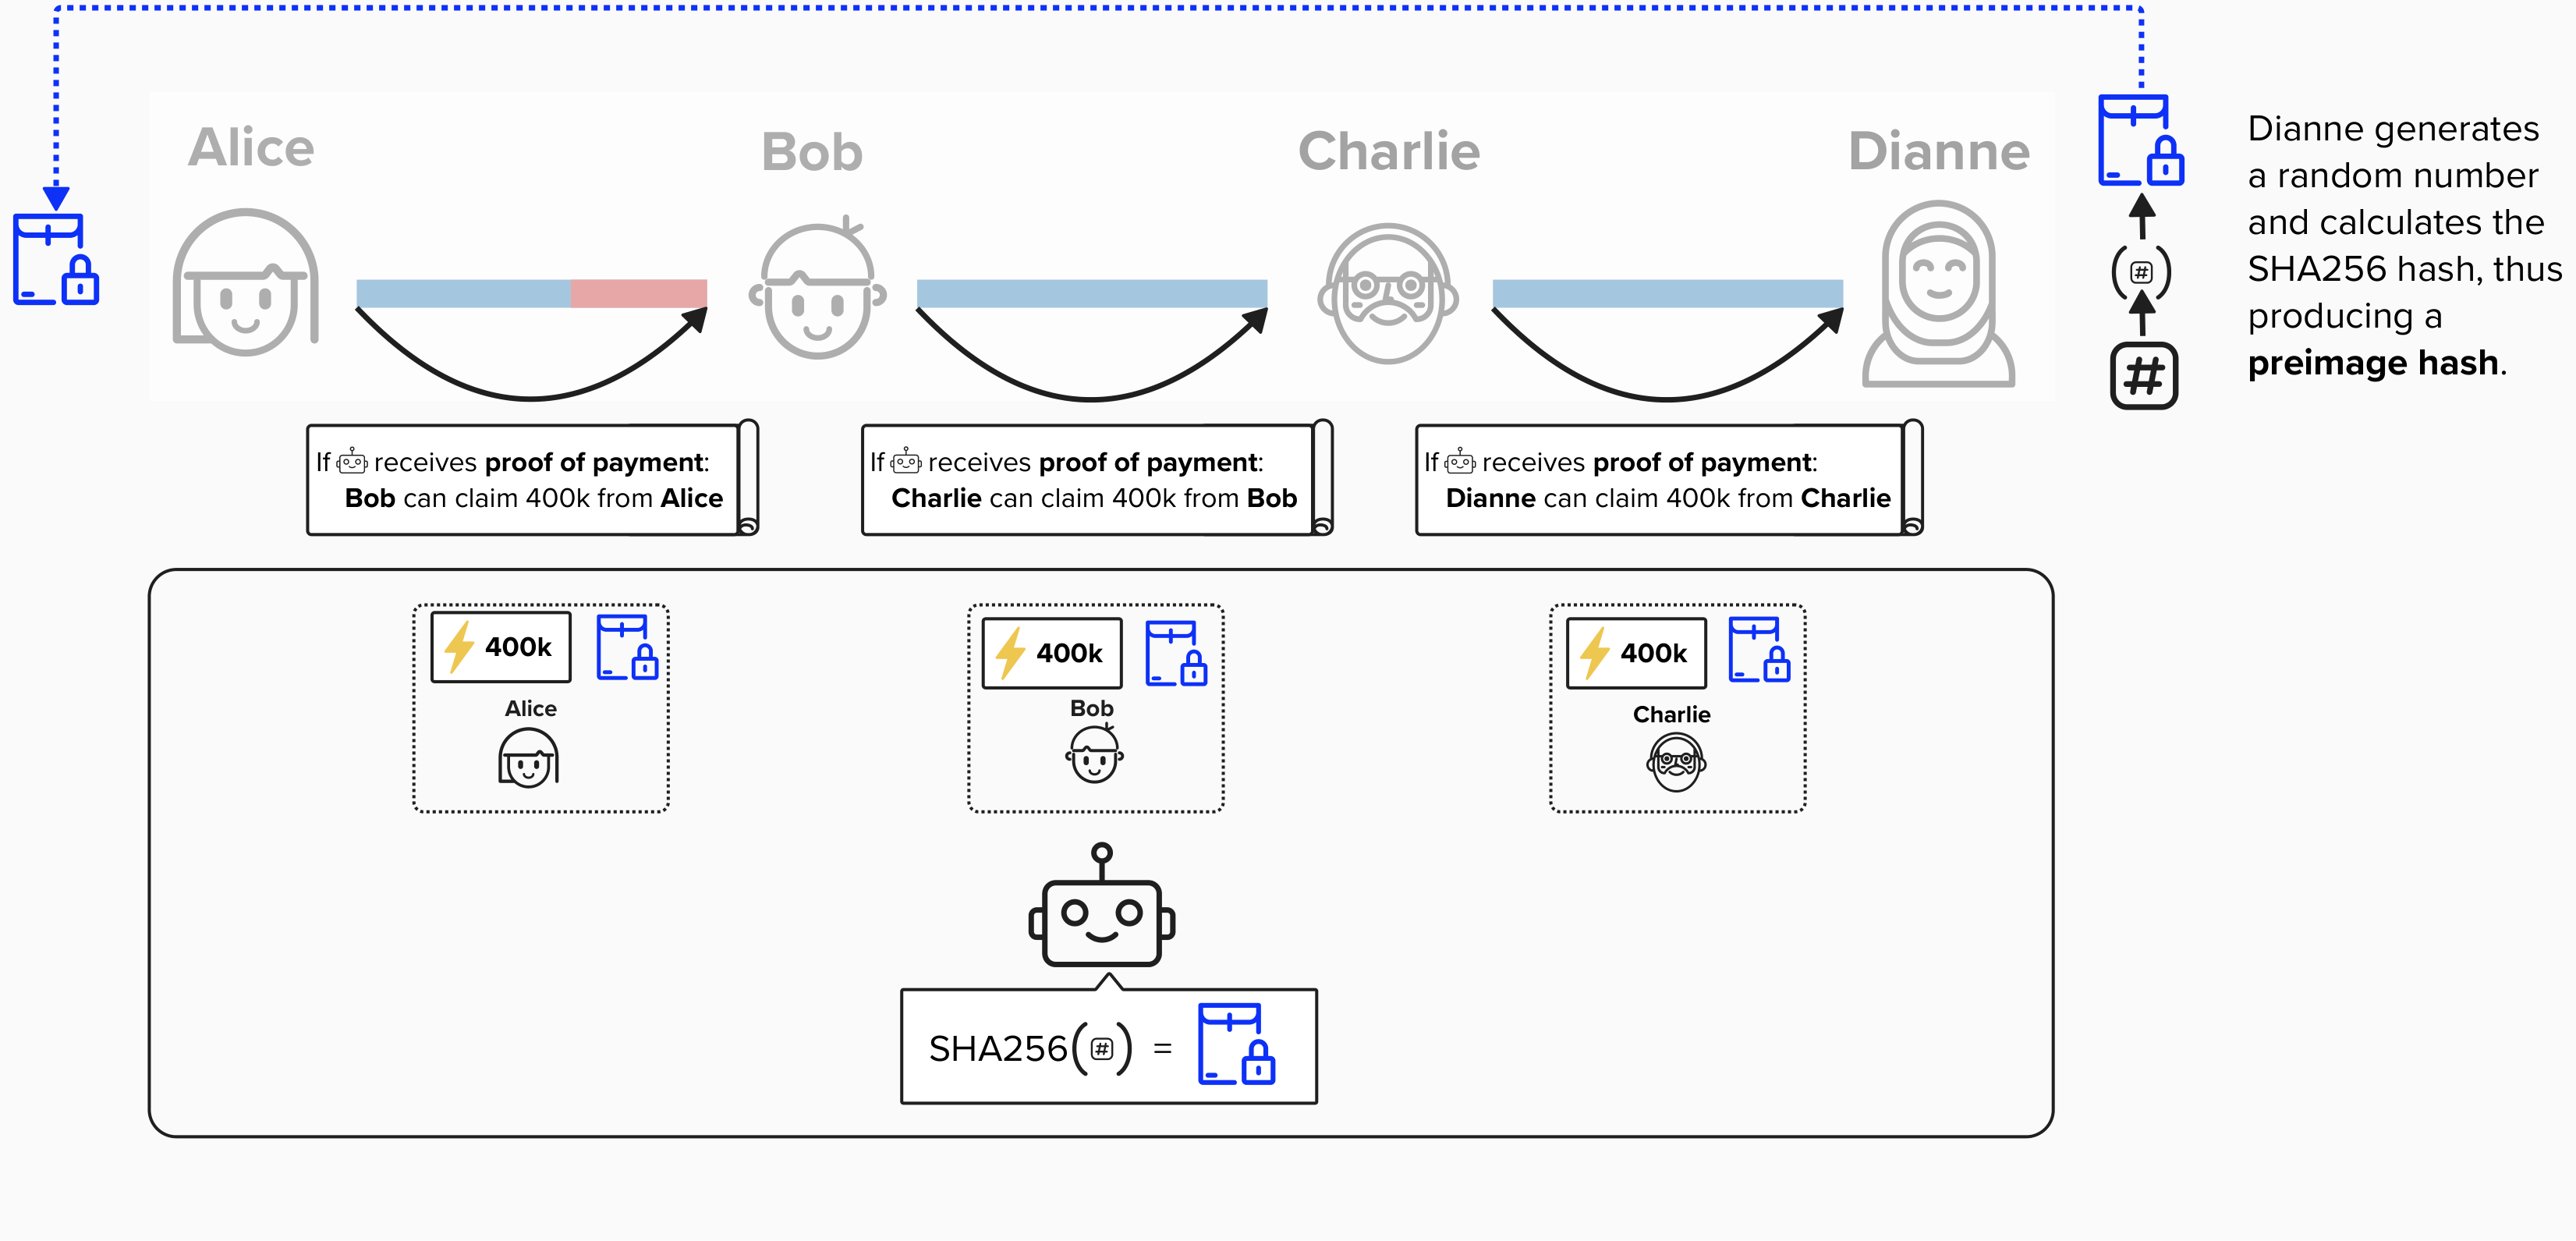 Alice
Bob
Charlie
Dianne
Dianne generates
a random number
and calculates the
SHA256 hash, thus
producing a
preimage hash.
(#)
#
If receives proof of payment:
Bob can claim 400k from Alice
If receives proof of payment:
Charlie can claim 400k from Bob
If receives proof of payment:
Dianne can claim 400k from Charlie
400k
Alice
400k
Bob
400k
Charlie
SHA256(#) =